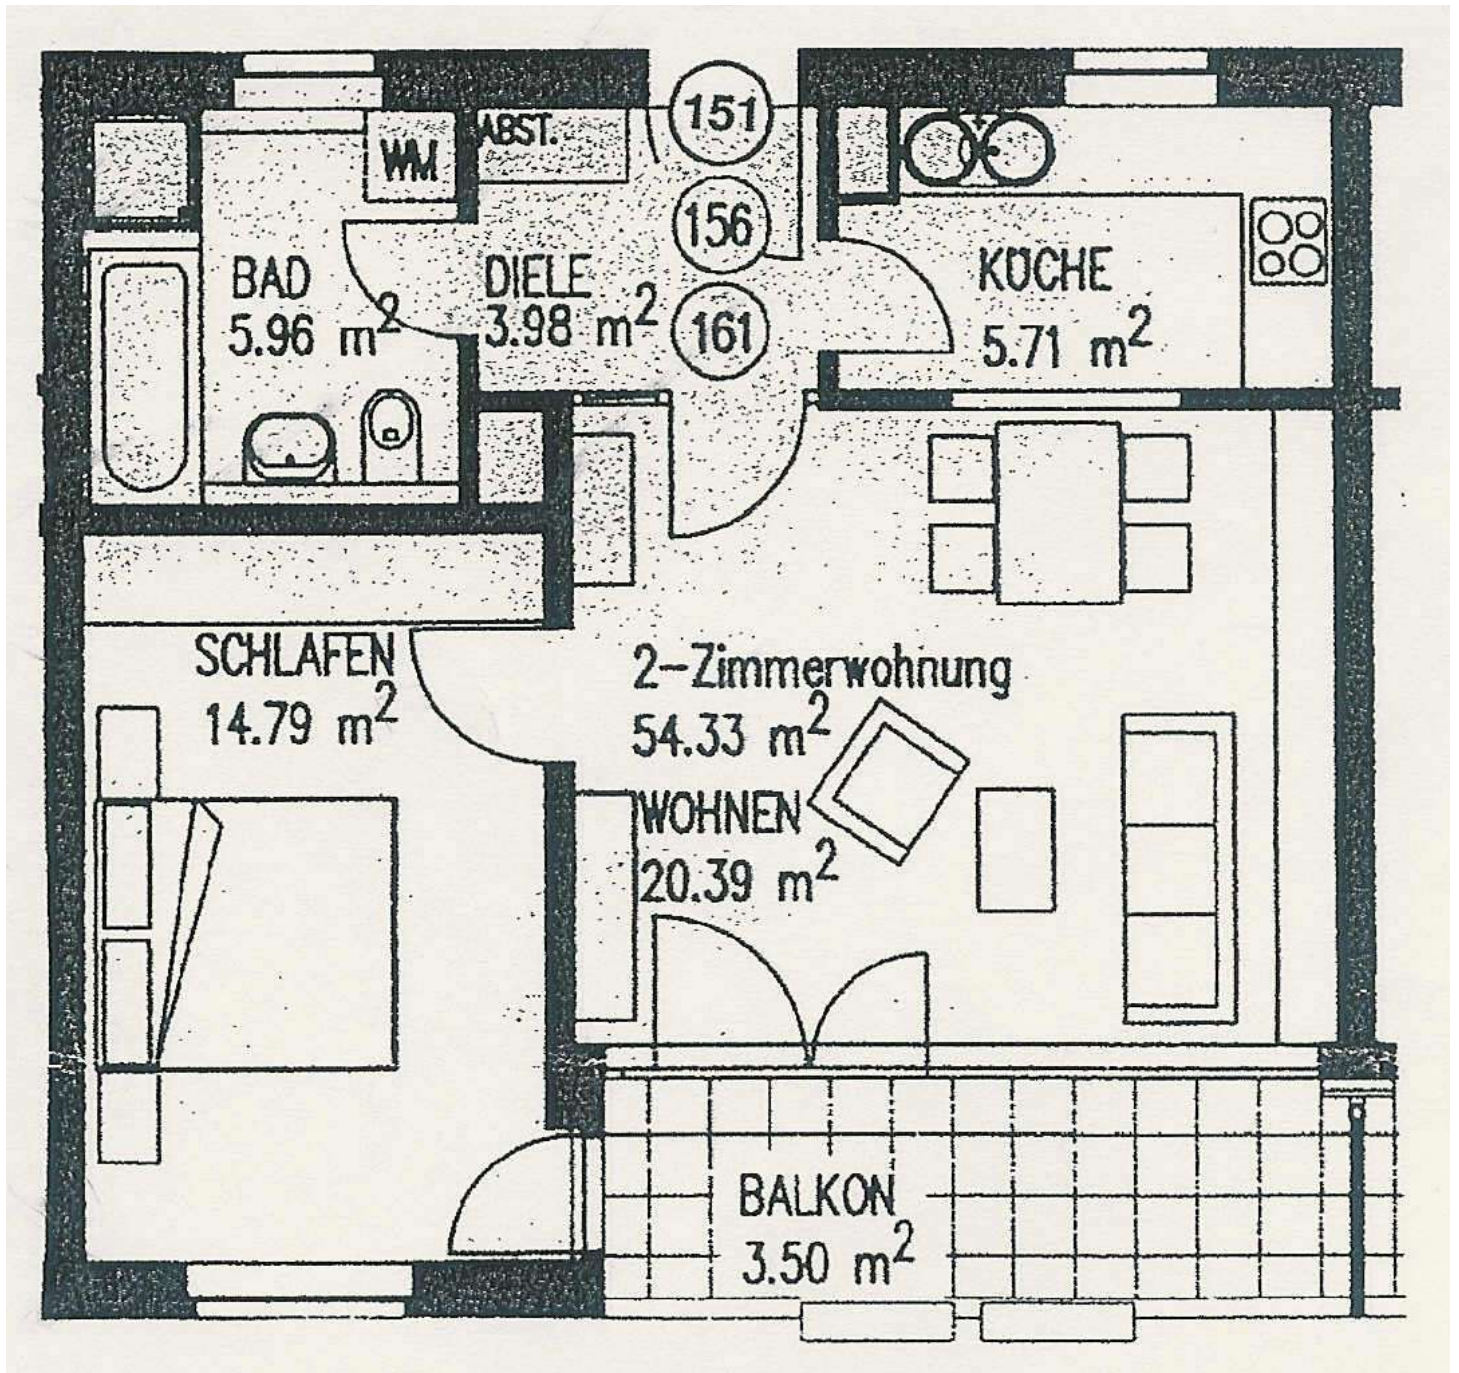 151
ABST.
WM
156
BAD
5.96 m²
DIELE
3.98 m²
161
KÜCHE
5.71 m²
SCHLAFEN
14.79 m²
2-Zimmerwohnung
54.33 m²
WOHNEN
20.39 m²
BALKON
3.50 m²